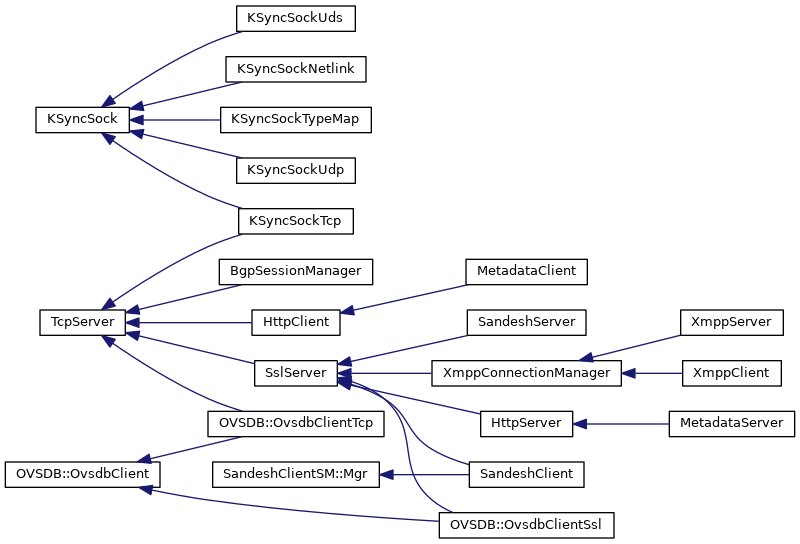 KSyncSockUds
KSyncSockNetlink
KSyncSock
KSyncSockTypeMap
KSyncSockUdp
KSyncSockTcp
BgpSessionManager
MetadataClient
TcpServer
HttpClient
SandeshServer
XmppServer
SslServer
XmppConnectionManager
XmppClient
OVSDB::OvsdbClientTcp
HttpServer
MetadataServer
OVSDB::OvsdbClient
SandeshClientSM::Mgr
SandeshClient
OVSDB::OvsdbClientSsl